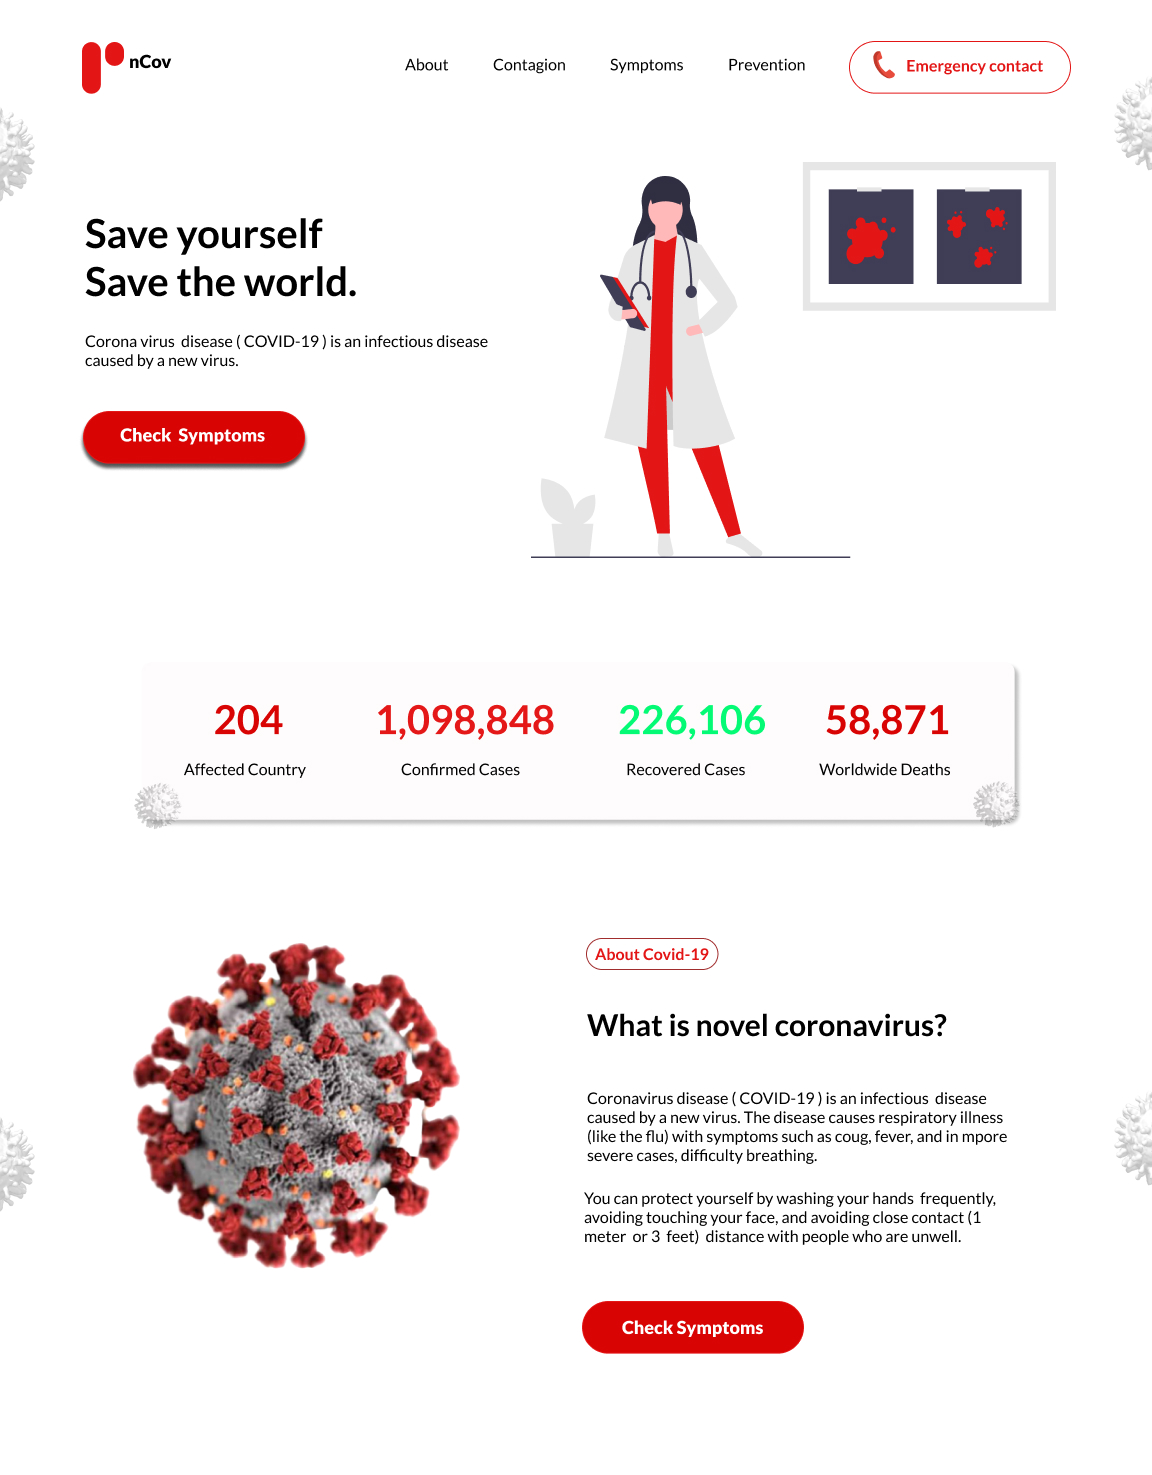 nCov
About
Contagion
Symptoms
Prevention
Emergency contact
Save yourself
Save the world.
Corona virus disease ( COVID-19 ) is an infectious disease
caused by a new virus.
Check Symptoms
204
1,098,848
226,106
58,871
Affected Country
Confirmed Cases
Recovered Cases
Worldwide Deaths
About Covid-19
What is novel coronavirus?
Coronavirus disease ( COVID-19 ) is an infectious disease
caused by a new virus. The disease causes respiratory illness
(like the flu) with symptoms such as coug, fever, and in mpore
severe cases, difficulty breathing.
You can protect yourself by washing your hands frequently,
avoiding touching your face, and avoiding close contact (1
meter or 3 feet) distance with people who are unwell.
Check Symptoms